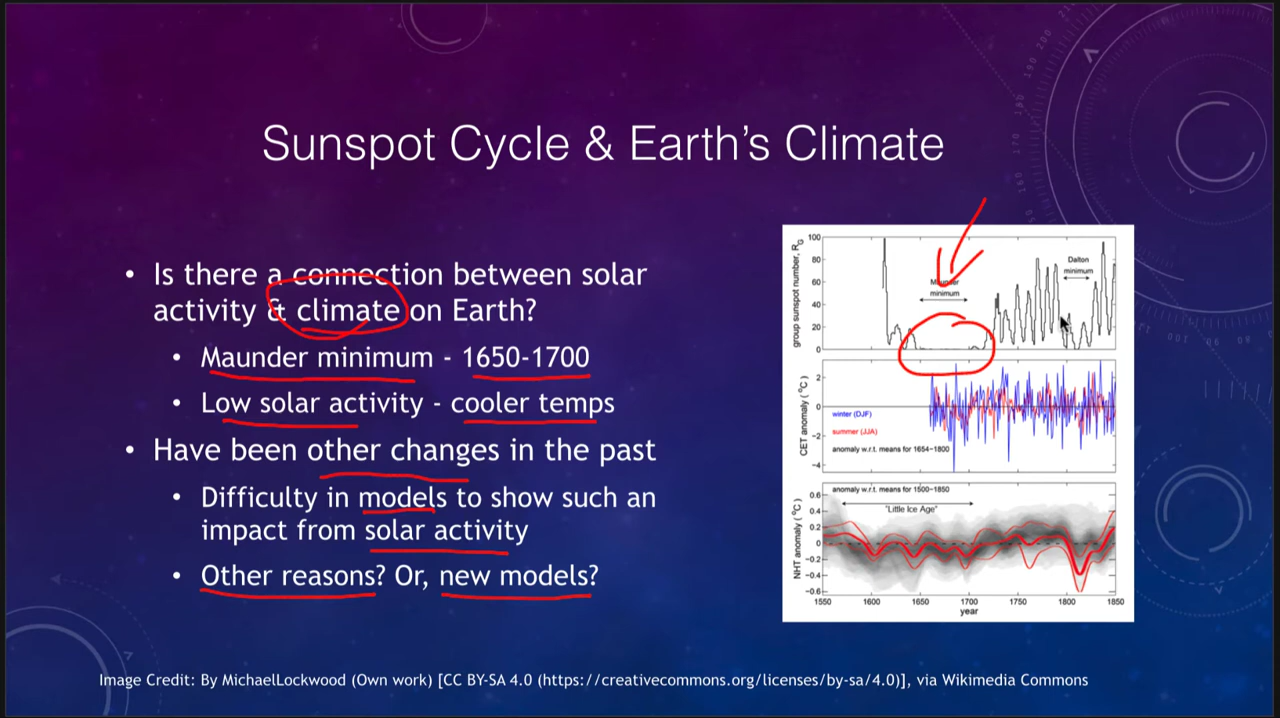 Sunspot Cycle & Earth's Climate
• Is there a connection between solar
activity & climate on Earth?
• Maunder minimum - 1650-1700
• Low solar activity - cooler temps
• Have been other changes in the past
• Difficulty in models to show such an
impact from solar activity
• Other reasons? Or, new models?
group sunspot number, R_G
100
80
60
40
20
0
Maunder
minimum
Dalton
minimum
CET anomaly (°C)
2
0
−2
−4
winter (DJF)
summer (JJA)
anomaly w.r.t. means for 1654−1800
NHT anomaly (°C)
0.6
0.4
0.2
0
−0.2
−0.4
−0.6
anomaly w.r.t. means for 1500−1850
"Little Ice Age"
1550 1600 1650 1700 1750 1800 1850
year
Image Credit: By MichaelLockwood (Own work) [CC BY-SA 4.0 (https://creativecommons.org/licenses/by-sa/4.0)], via Wikimedia Commons